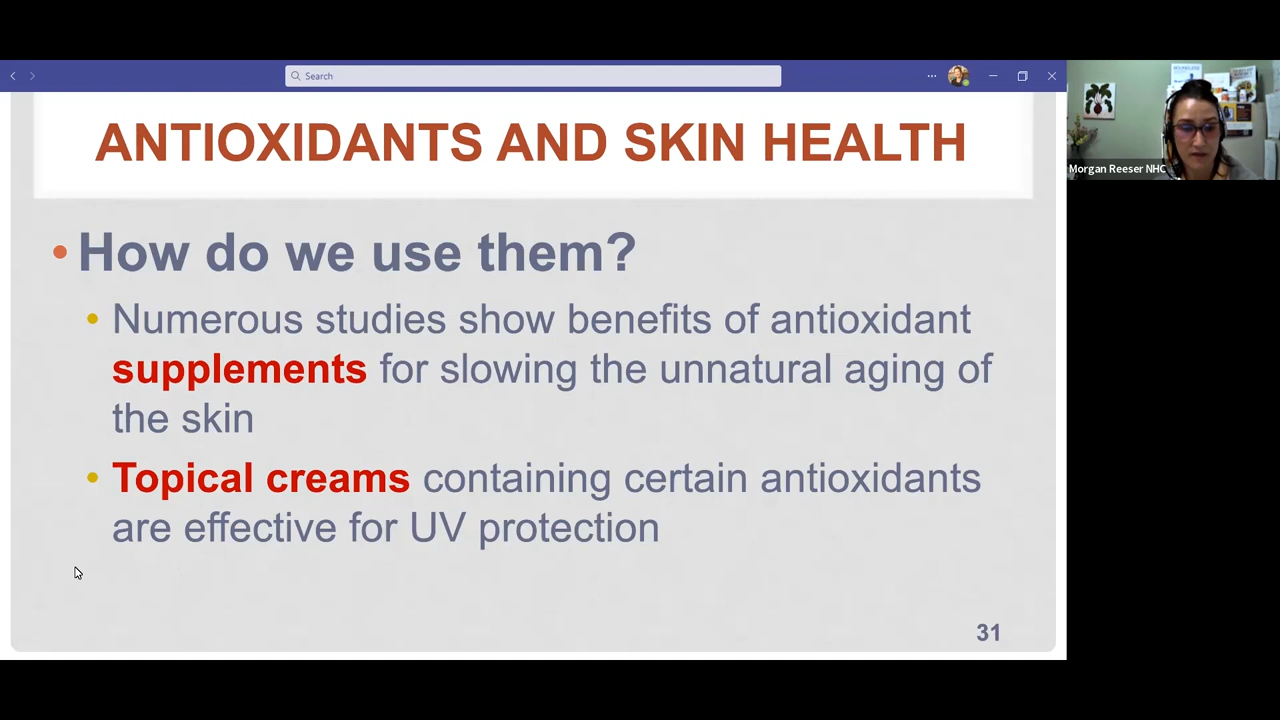 Search
ANTIOXIDANTS AND SKIN HEALTH
• How do we use them?
• Numerous studies show benefits of antioxidant
supplements for slowing the unnatural aging of
the skin
• Topical creams containing certain antioxidants
are effective for UV protection
31
Morgan Reeser NHC